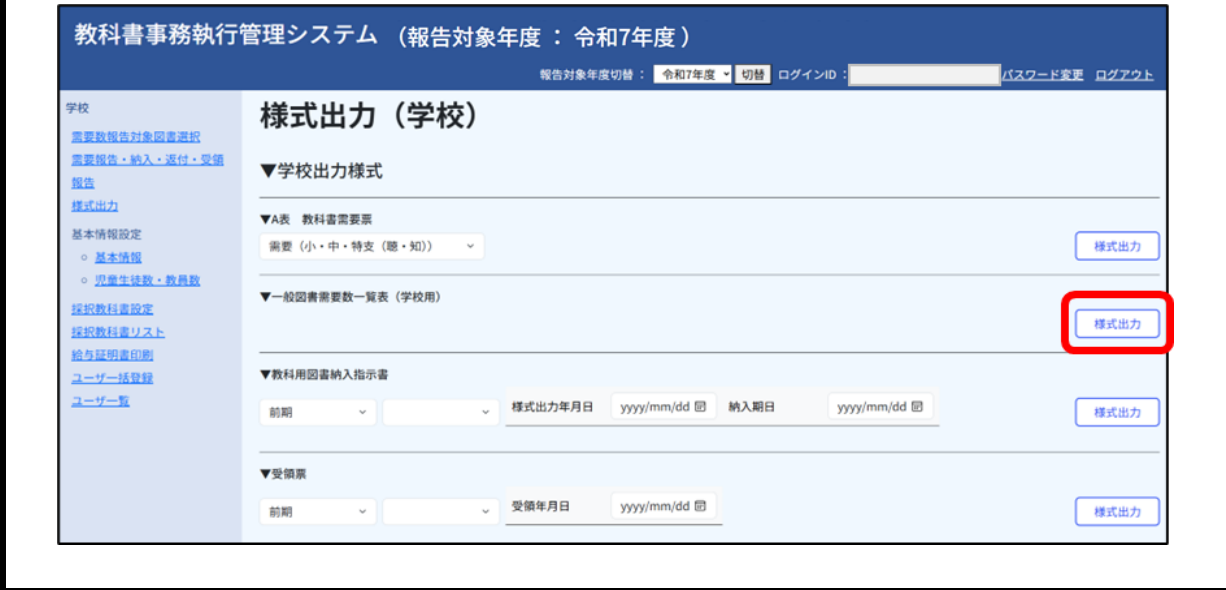 教科書事務執行管理システム (報告対象年度 : 令和7年度)
報告対象年度切替 : 令和7年度 切替 ログインID : パスワード変更 ログアウト
学校
需要数報告対象図書選択
需要報告・納入・返付・受領
報告
様式出力
基本情報設定
基本情報
児童生徒数・教員数
採択教科書設定
採択教科書リスト
給与証明書印刷
ユーザ一括登録
ユーザ一覧
様式出力(学校)
▼学校出力様式
▼A表 教科書需要票
需要(小・中・特支(聴・知)) 様式出力
▼一般図書需要数一覧表(学校用)
様式出力
▼教科用図書納入指示書
前期 様式出力年月日 yyyy/mm/dd 納入期日 yyyy/mm/dd 様式出力
▼受領票
前期 受領年月日 yyyy/mm/dd 様式出力